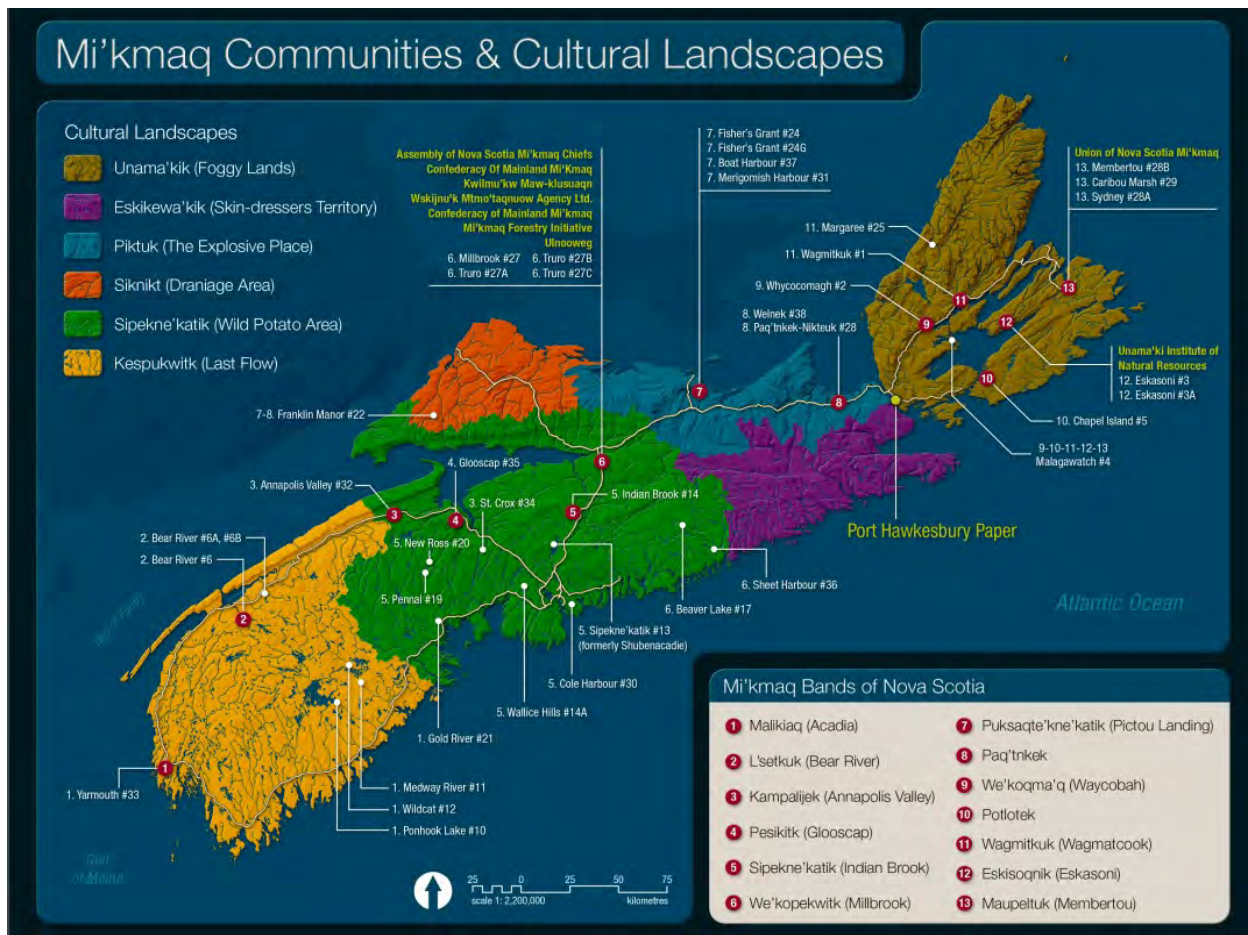 Mi'kmaq Communities & Cultural Landscapes
Cultural Landscapes
Unama'kik (Foggy Lands)
Eskikewa'kik (Skin-dressers Territory)
Piktuk (The Explosive Place)
Siknikt (Draniage Area)
Sipekne'katik (Wild Potato Area)
Kespukwitk (Last Flow)
Assembly of Nova Scotia Mi'kmaq Chiefs
Confederacy Of Mainland Mi'Kmaq
Kwilmu'kw Maw-klusuaqn
Wskijnu'k Mtmo'taqnuow Agency Ltd.
Confederacy of Mainland Mi'kmaq
Mi'kmaq Forestry Initiative
Ulnooweg
6. Millbrook #27 6. Truro #27B
6. Truro #27A 6. Truro #27C
7. Fisher's Grant #24
7. Fisher's Grant #24G
7. Boat Harbour #37
7. Merigomish Harbour #31
Union of Nova Scotia Mi'kmaq
13. Membertou #28B
13. Caribou Marsh #29
13. Sydney #28A
11. Margaree #25
11. Wagmitkuk #1
9. Whycocomagh #2
8. Welnek #38
8. Paq'tnkek-Nikteuk #28
11
13
9
12
10
7
8
Unama'ki Institute of
Natural Resources
12. Eskasoni #3
12. Eskasoni #3A
10. Chapel Island #5
9-10-11-12-13
Malagawatch #4
7-8. Franklin Manor #22
6
4. Glooscap #35
3. Annapolis Valley #32
3. St. Crox #34
5. Indian Brook #14
3
4
5
Port Hawkesbury Paper
2. Bear River #6A, #6B
2. Bear River #6
5. New Ross #20
5. Pennal #19
6. Sheet Harbour #36
6. Beaver Lake #17
2
5. Sipekne'katik #13
(formerly Shubenacadie)
5. Cole Harbour #30
5. Wallice Hills #14A
1. Gold River #21
Atlantic Ocean
1
1. Yarmouth #33
1. Medway River #11
1. Wildcat #12
1. Ponhook Lake #10
Gulf
of Maine
25 0 25 50 75
scale 1: 2,200,000 kilometres
Mi'kmaq Bands of Nova Scotia
1 Malikiaq (Acadia)
2 L'setkuk (Bear River)
3 Kampalijek (Annapolis Valley)
4 Pesikitk (Glooscap)
5 Sipekne'katik (Indian Brook)
6 We'kopekwitk (Millbrook)
7 Puksaqte'kne'katik (Pictou Landing)
8 Paq'tnkek
9 We'koqma'q (Waycobah)
10 Potlotek
11 Wagmitkuk (Wagmatcook)
12 Eskisoqnik (Eskasoni)
13 Maupeltuk (Membertou)